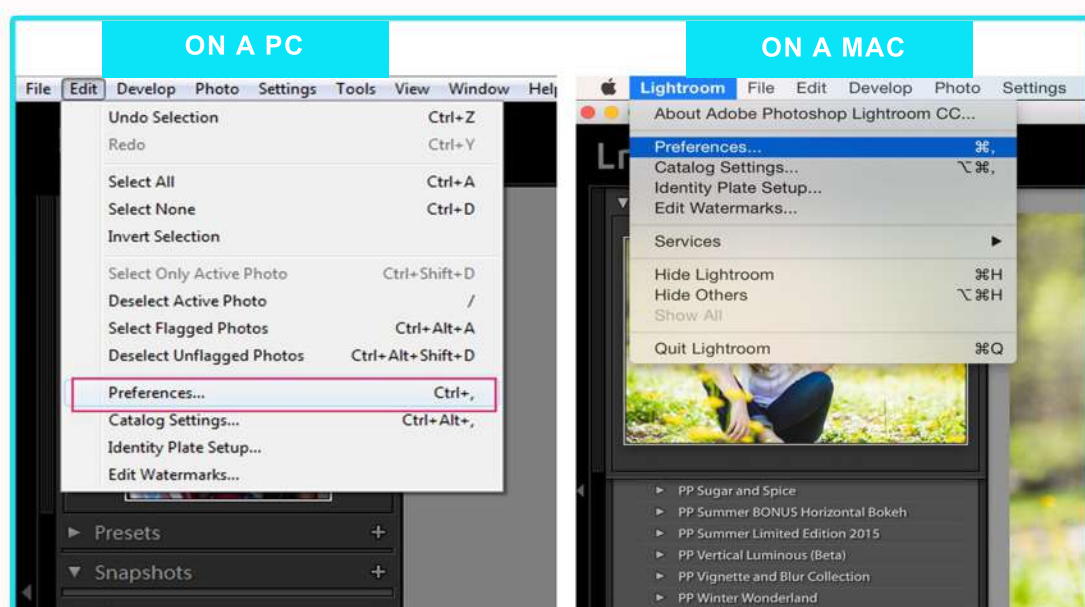 ON A PC
File Edit Develop Photo Settings Tools View Window
Undo Selection Ctrl+Z
Redo Ctrl+Y
Select All Ctrl+A
Select None Ctrl+D
Invert Selection
Select Only Active Photo Ctrl+Shift+D
Deselect Active Photo /
Select Flagged Photos Ctrl+Alt+A
Deselect Unflagged Photos Ctrl+Alt+Shift+D
Preferences... Ctrl+,
Catalog Settings... Ctrl+Alt+,
Identity Plate Setup...
Edit Watermarks...
Presets
Snapshots
ON A MAC
Lightroom File Edit Develop Photo Settings
About Adobe Photoshop Lightroom CC...
Preferences... ⌘,
Catalog Settings... ⌥⌘,
Identity Plate Setup...
Edit Watermarks...
Services
Hide Lightroom ⌘H
Hide Others ⌥⌘H
Show All
Quit Lightroom ⌘Q
PP Sugar and Spice
PP Summer BONUS Horizontal Bokeh
PP Summer Limited Edition 2015
PP Vertical Luminous (Beta)
PP Vignette and Blur Collection
PP Winter Wonderland